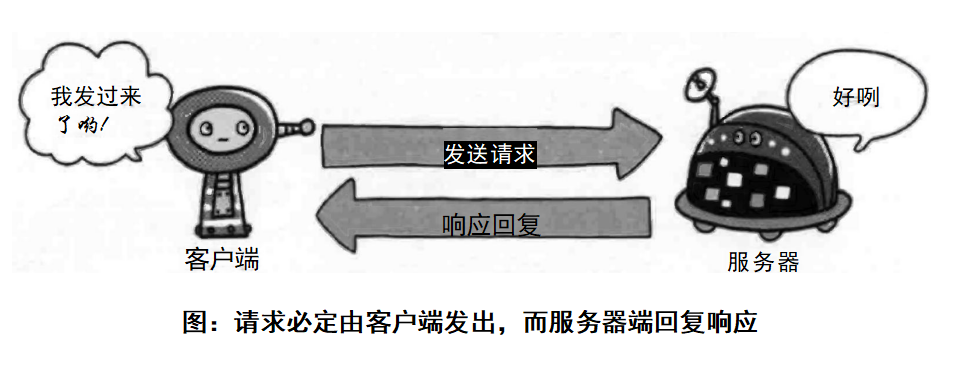 我发过来
了哟！
好咧
发送请求
响应回复
客户端
服务器
图：请求必定由客户端发出，而服务器端回复响应